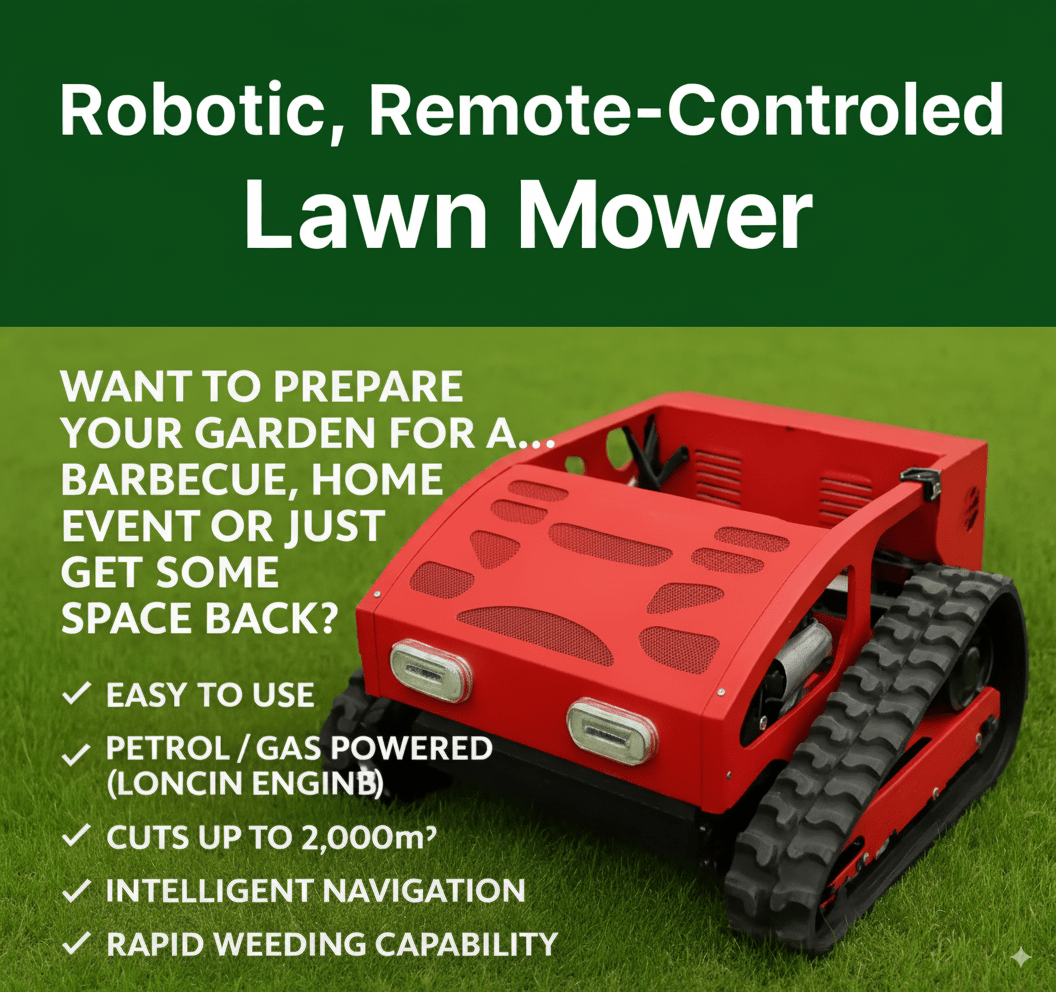 Robotic, Remote-Controled
Lawn Mower
WANT TO PREPARE
YOUR GARDEN FOR A...
BARBECUE, HOME
EVENT OR JUST
GET SOME
SPACE BACK?
✓ EASY TO USE
✓ PETROL / GAS POWERED
(LONCIN ENGINB)
✓ CUTS UP TO 2,000m²
✓ INTELLIGENT NAVIGATION
✓ RAPID WEEDING CAPABILITY